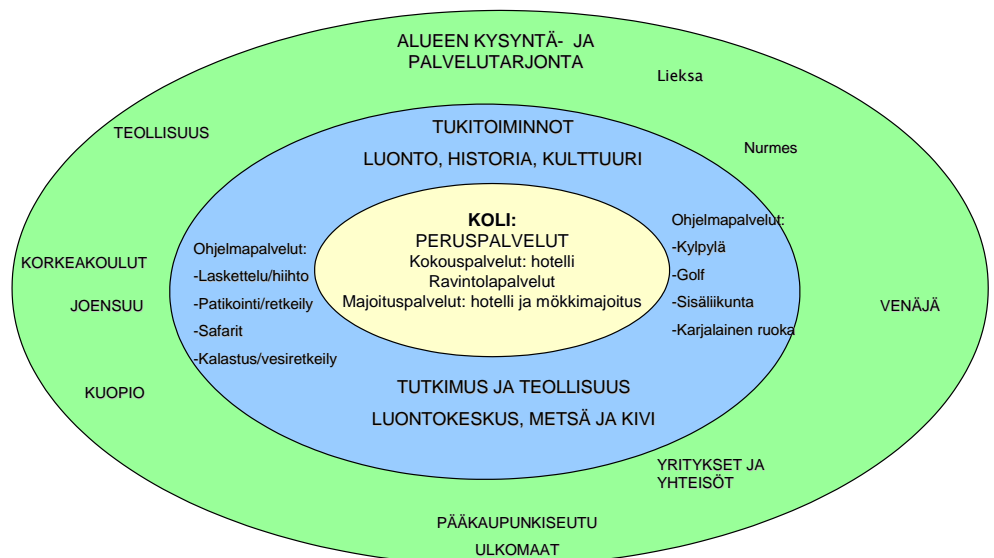 ALUEEN KYSYNTÄ- JA
PALVELUTARJONTA
Lieksa
TEOLLISUUS
Nurmes
TUKITOIMINNOT
LUONTO, HISTORIA, KULTTUURI
KOLI:
PERUSPALVELUT
Kokouspalvelut: hotelli
Ravintolapalvelut
Majoituspalvelut: hotelli ja mökkimajoitus
Ohjelmapalvelut:
-Laskettelu/hiihto
-Patikointi/retkeily
-Safarit
-Kalastus/vesiretkeily
Ohjelmapalvelut:
-Kylpylä
-Golf
-Sisäliikunta
-Karjalainen ruoka
KORKEAKOULUT
JOENSUU
VENÄJÄ
KUOPIO
TUTKIMUS JA TEOLLISUUS
LUONTOKESKUS, METSÄ JA KIVI
YRITYKSET JA
YHTEISÖT
PÄÄKAUPUNKISEUTU
ULKOMAAT